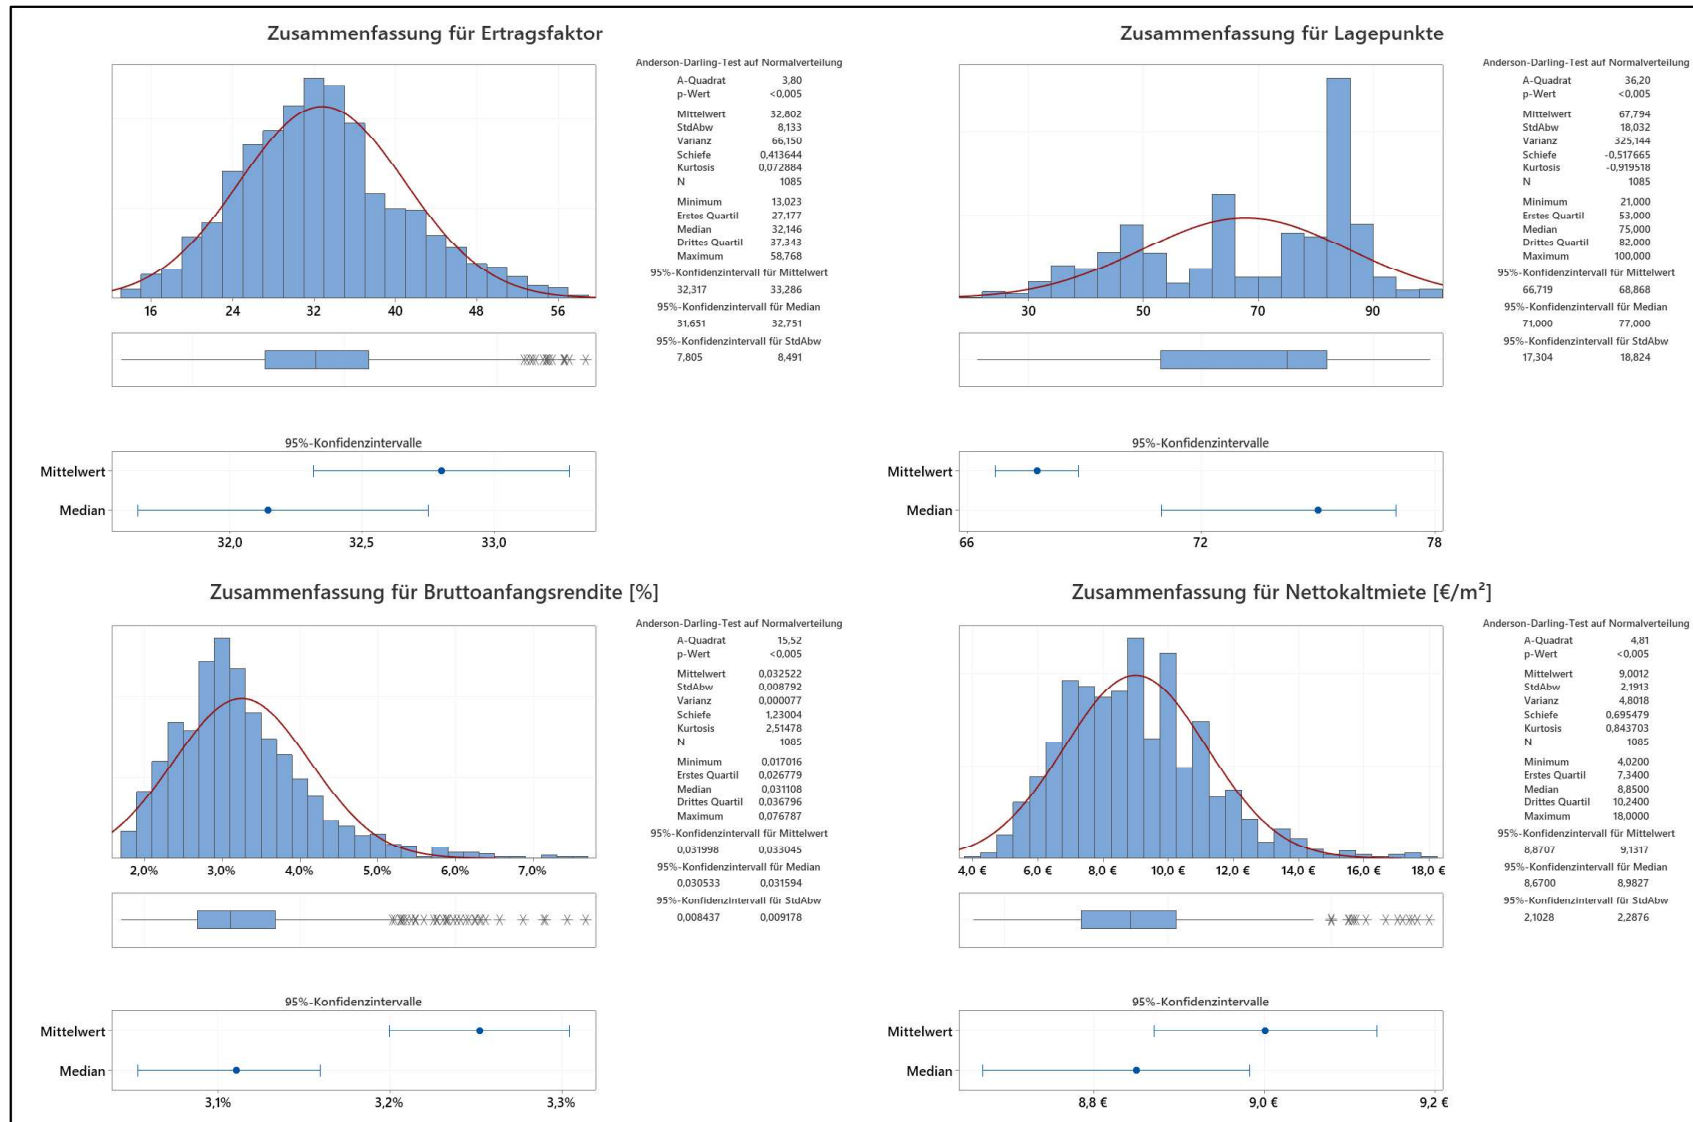 Zusammenfassung für Ertragsfaktor
Anderson-Darling-Test auf Normalverteilung
A-Quadrat 3,80
p-Wert <0,005
Mittelwert 32,802
StdAbw 8,133
Varianz 66,150
Schiefe 0,413644
Kurtosis 0,072884
N 1085
Minimum 13,023
Erstes Quartil 27,177
Median 32,146
Drittes Quartil 37,343
Maximum 58,768
95%-Konfidenzintervall für Mittelwert
32,317 33,286
95%-Konfidenzintervall für Median
31,651 32,751
95%-Konfidenzintervall für StdAbw
7,805 8,491
16 24 32 40 48 56
95%-Konfidenzintervalle
Mittelwert
Median
32,0 32,5 33,0
Zusammenfassung für Lagepunkte
Anderson-Darling-Test auf Normalverteilung
A-Quadrat 36,20
p-Wert <0,005
Mittelwert 67,794
StdAbw 18,032
Varianz 325,144
Schiefe -0,517665
Kurtosis -0,919518
N 1085
Minimum 21,000
Erstes Quartil 53,000
Median 75,000
Drittes Quartil 82,000
Maximum 100,000
95%-Konfidenzintervall für Mittelwert
66,719 68,868
95%-Konfidenzintervall für Median
71,000 77,000
95%-Konfidenzintervall für StdAbw
17,304 18,824
30 50 70 90
95%-Konfidenzintervalle
Mittelwert
Median
66 72 78
Zusammenfassung für Bruttoanfangsrendite [%]
Anderson-Darling-Test auf Normalverteilung
A-Quadrat 15,52
p-Wert <0,005
Mittelwert 0,032522
StdAbw 0,008792
Varianz 0,000077
Schiefe 1,23004
Kurtosis 2,51478
N 1085
Minimum 0,017016
Erstes Quartil 0,026779
Median 0,031108
Drittes Quartil 0,036796
Maximum 0,076787
95%-Konfidenzintervall für Mittelwert
0,031998 0,033045
95%-Konfidenzintervall für Median
0,030533 0,031594
95%-Konfidenzintervall für StdAbw
0,008437 0,009178
2,0% 3,0% 4,0% 5,0% 6,0% 7,0%
95%-Konfidenzintervalle
Mittelwert
Median
3,1% 3,2% 3,3%
Zusammenfassung für Nettokaltmiete [€/m²]
Anderson-Darling-Test auf Normalverteilung
A-Quadrat 4,81
p-Wert <0,005
Mittelwert 9,0012
StdAbw 2,1913
Varianz 4,8018
Schiefe 0,695479
Kurtosis 0,843703
N 1085
Minimum 4,0200
Erstes Quartil 7,3400
Median 8,8500
Drittes Quartil 10,2400
Maximum 18,0000
95%-Konfidenzintervall für Mittelwert
8,8707 9,1317
95%-Konfidenzintervall für Median
8,6700 8,9827
95%-Konfidenzintervall für StdAbw
2,1028 2,2876
4,0 € 6,0 € 8,0 € 10,0 € 12,0 € 14,0 € 16,0 € 18,0 €
95%-Konfidenzintervalle
Mittelwert
Median
8,8 € 9,0 € 9,2 €